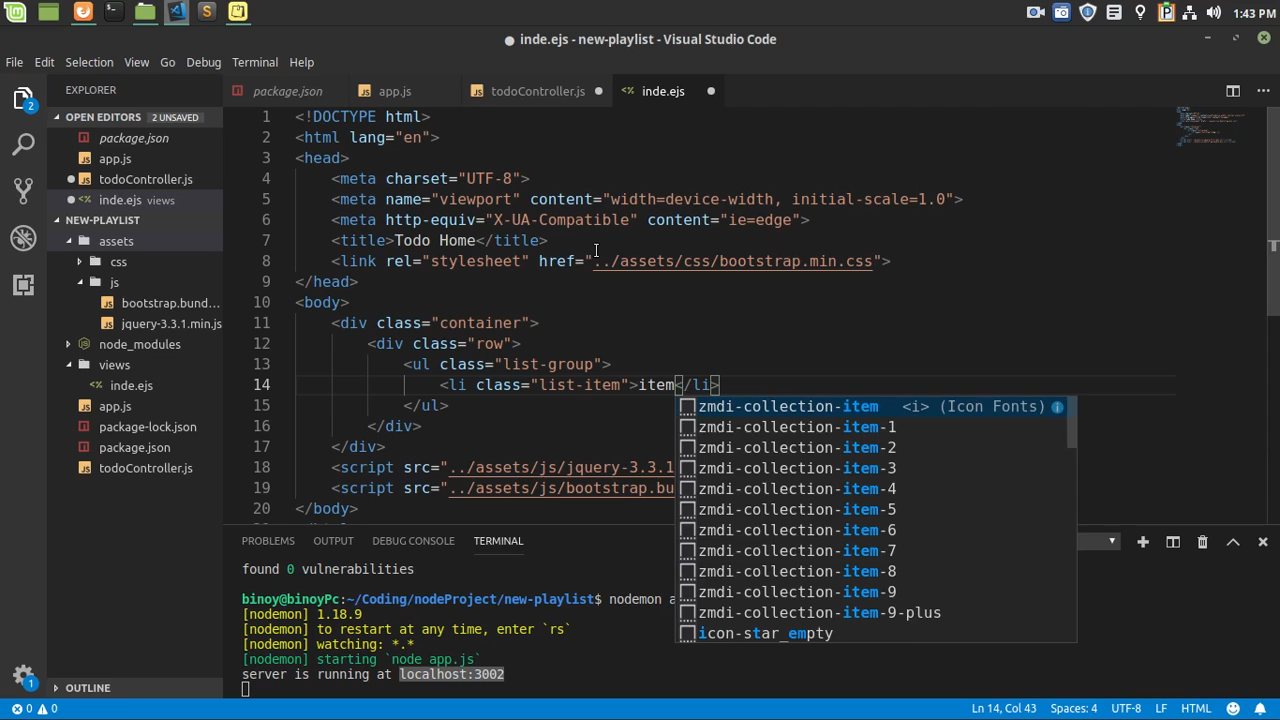 1:43 PM
inde.ejs - new-playlist - Visual Studio Code
File Edit Selection View Go Debug Terminal Help
EXPLORER
package.json app.js todoController.js inde.ejs
OPEN EDITORS 2 UNSAVED
package.json
app.js
todoController.js
inde.ejs views
NEW-PLAYLIST
assets
css
js
bootstrap.bund...
jquery-3.3.1.min.js
node_modules
views
inde.ejs
app.js
package-lock.json
package.json
todoController.js
OUTLINE
2
1
1 <!DOCTYPE html>
2 <html lang="en">
3 <head>
4 <meta charset="UTF-8">
5 <meta name="viewport" content="width=device-width, initial-scale=1.0">
6 <meta http-equiv="X-UA-Compatible" content="ie=edge">
7 <title>Todo Home</title>
8 <link rel="stylesheet" href="../assets/css/bootstrap.min.css">
9 </head>
10 <body>
11 <div class="container">
12 <div class="row">
13 <ul class="list-group">
14 <li class="list-item">item</li>
15 </ul>
16 </div>
17 </div>
18 <script src="../assets/js/jquery-3.3.1
19 <script src="../assets/js/bootstrap.bu
20 </body>
zmdi-collection-item <i> (Icon Fonts)
zmdi-collection-item-1
zmdi-collection-item-2
zmdi-collection-item-3
zmdi-collection-item-4
zmdi-collection-item-5
zmdi-collection-item-6
zmdi-collection-item-7
zmdi-collection-item-8
zmdi-collection-item-9
zmdi-collection-item-9-plus
icon-star_empty
PROBLEMS OUTPUT DEBUG CONSOLE TERMINAL
found 0 vulnerabilities
binoy@binoyPc:~/Coding/nodeProject/new-playlist$ nodemon a
[nodemon] 1.18.9
[nodemon] to restart at any time, enter `rs`
[nodemon] watching: *.*
[nodemon] starting `node app.js`
server is running at localhost:3002
0 0 Ln 14, Col 43 Spaces: 4 UTF-8 LF HTML